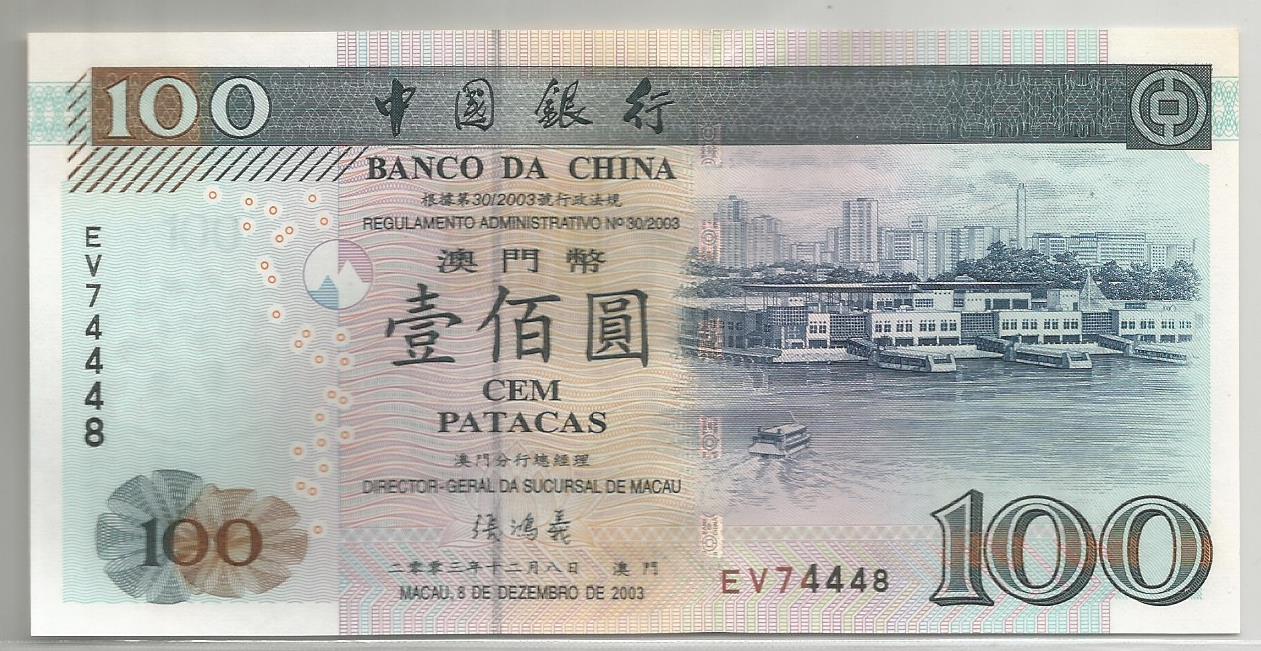 100 中國銀行
BANCO DA CHINA
根據第30/2003號行政法規
REGULAMENTO ADMINISTRATIVO Nº 30/2003
澳門幣
壹佰圓
CEM
PATACAS
澳門分行總經理
DIRECTOR-GERAL DA SUCURSAL DE MACAU
張鴻義
二零零三年十二月八日 澳門
MACAU, 8 DE DEZEMBRO DE 2003
EV74448
100
EV74448
100